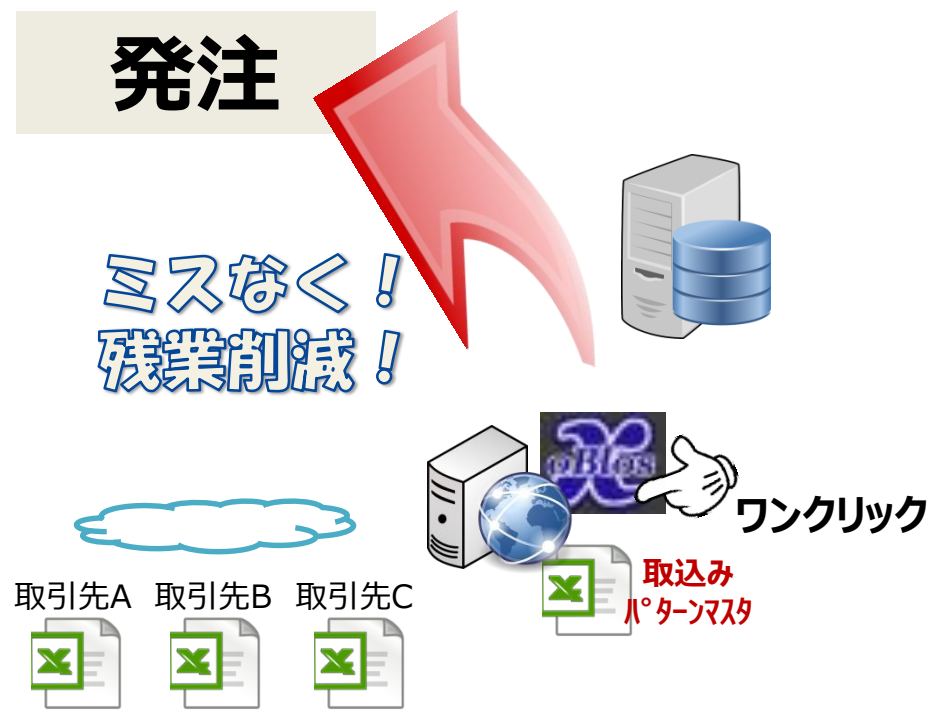 発注
ミスなく！
残業削減！
xoBlos
ワンクリック
取込み
ﾊﾟﾀｰﾝﾏｽﾀ
取引先A 取引先B 取引先C